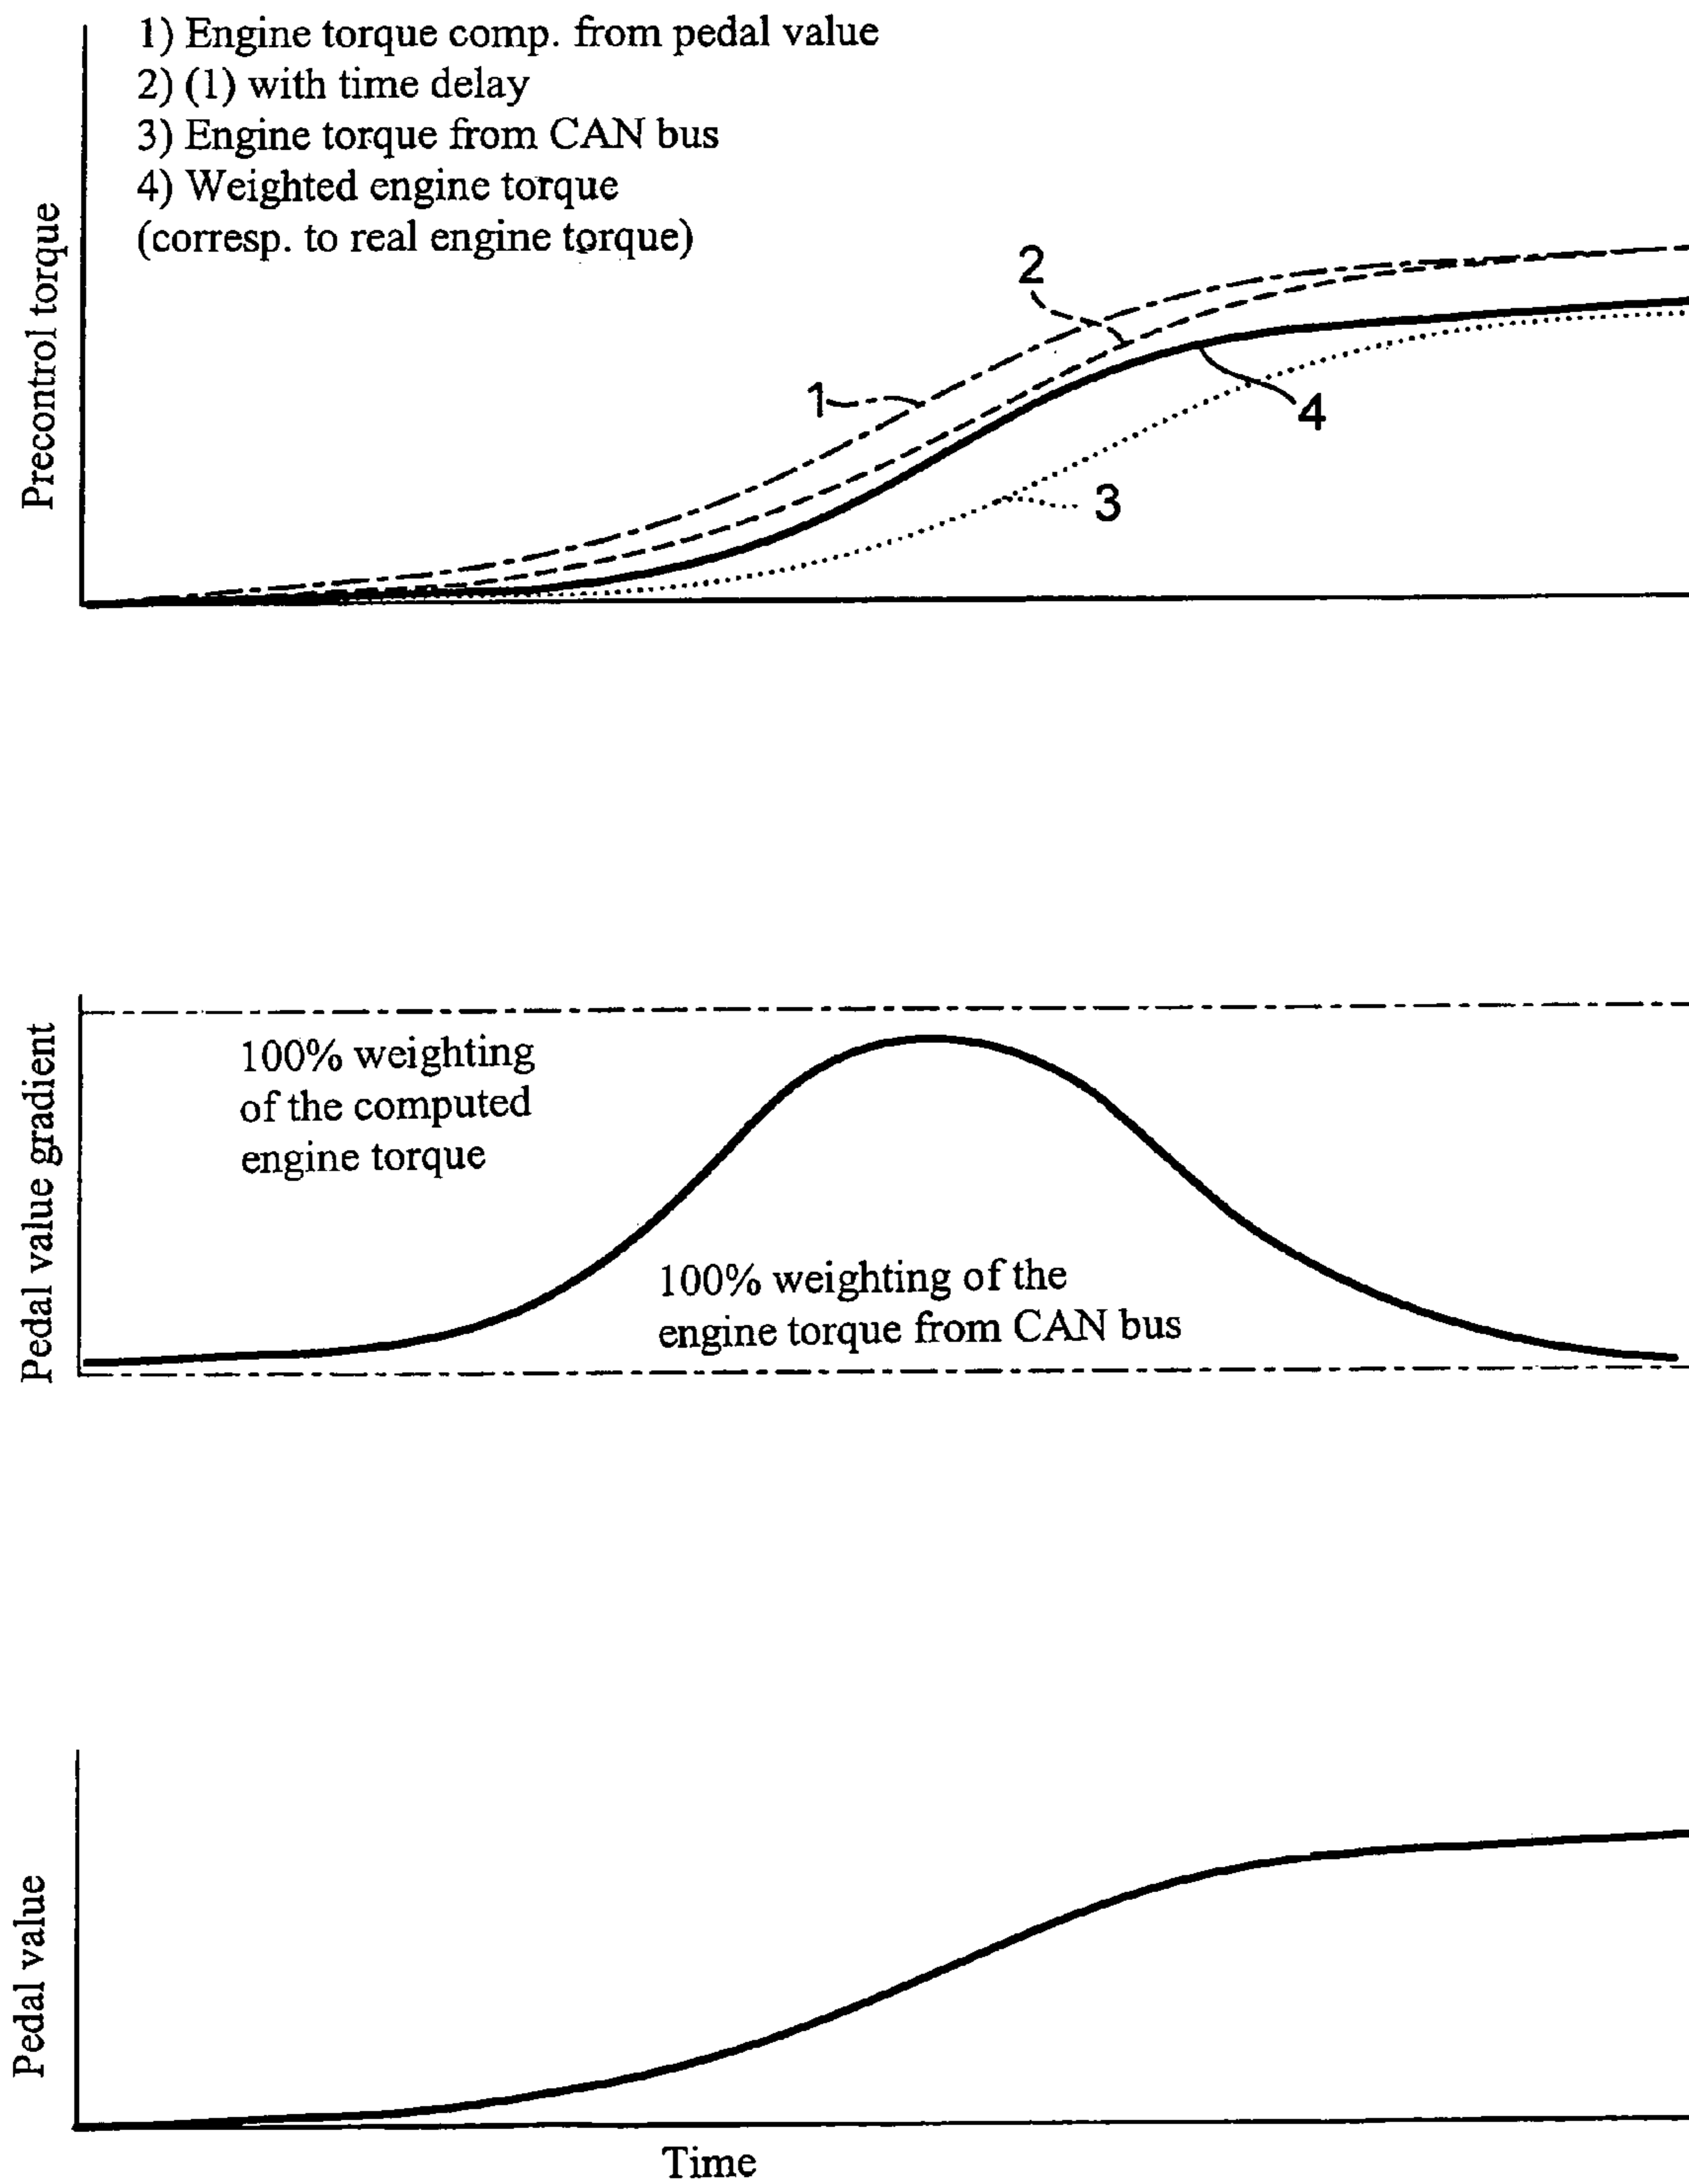 1) Engine torque comp. from pedal value
2) (1) with time delay
3) Engine torque from CAN bus
4) Weighted engine torque
(corresp. to real engine torque)
Precontrol torque
2
1
4
3
Pedal value gradient
100% weighting
of the computed
engine torque
100% weighting of the
engine torque from CAN bus
Pedal value
Time